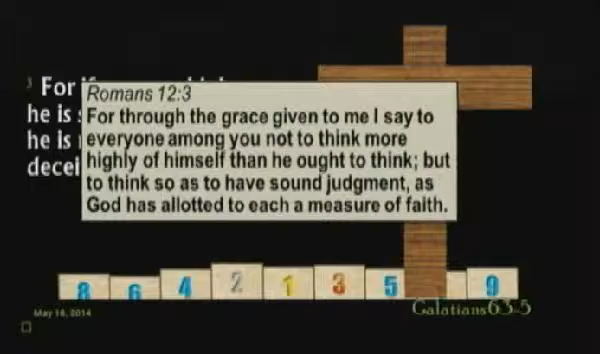 For
he is
he is
decei
Romans 12:3
For through the grace given to me I say to
everyone among you not to think more
highly of himself than he ought to think; but
to think so as to have sound judgment, as
God has allotted to each a measure of faith.
8 6 4 2 1 3 5 9
May 18, 2014
Galatians 6:3-5